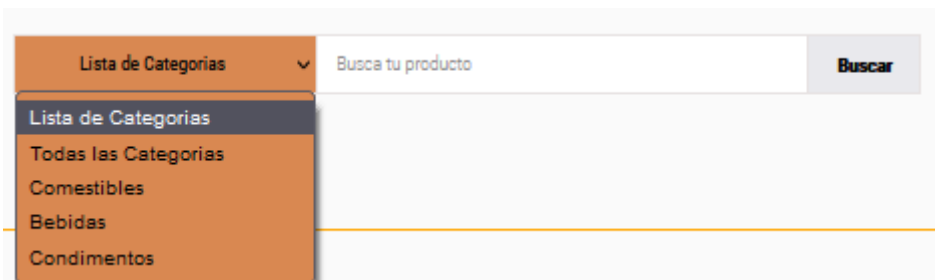 Lista de Categorias
Busca tu producto
Buscar
Lista de Categorias
Todas las Categorias
Comestibles
Bebidas
Condimentos